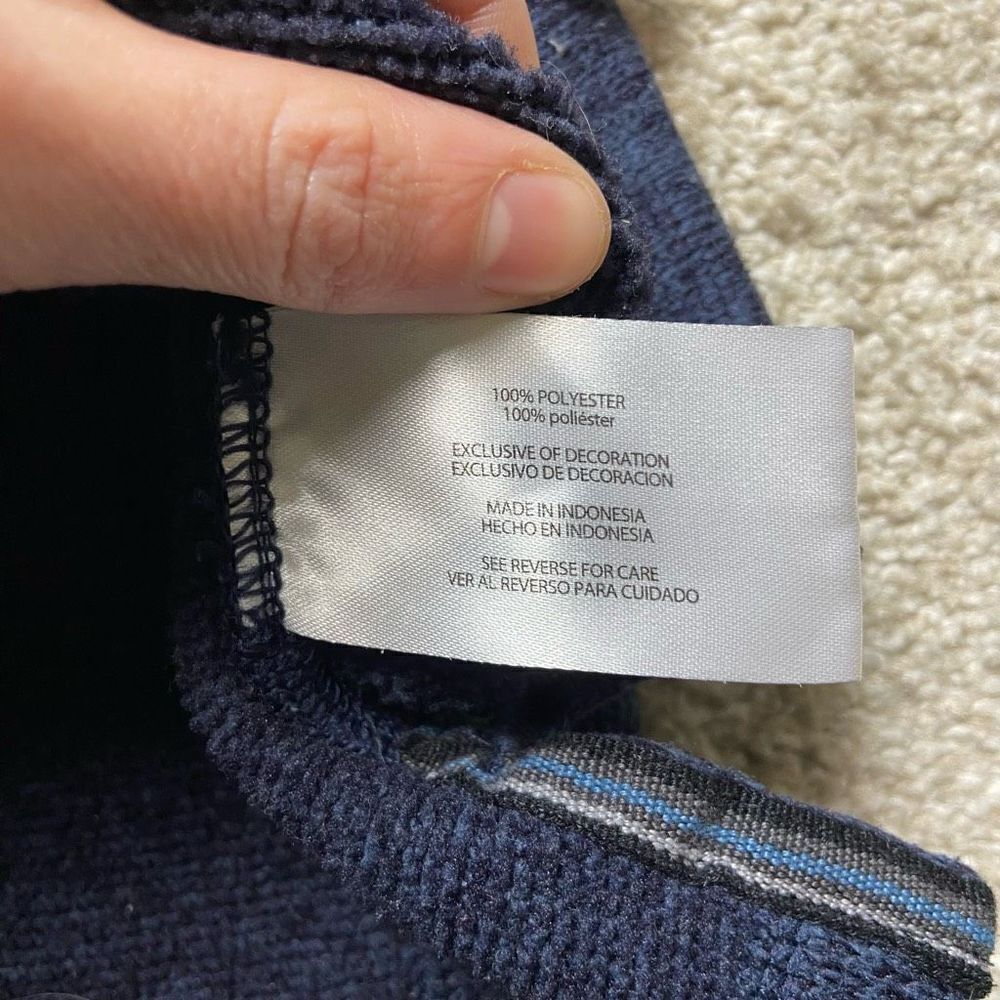 100% POLYESTER
100% poliéster
EXCLUSIVE OF DECORATION
EXCLUSIVO DE DECORACION
MADE IN INDONESIA
HECHO EN INDONESIA
SEE REVERSE FOR CARE
VER AL REVERSO PARA CUIDADO